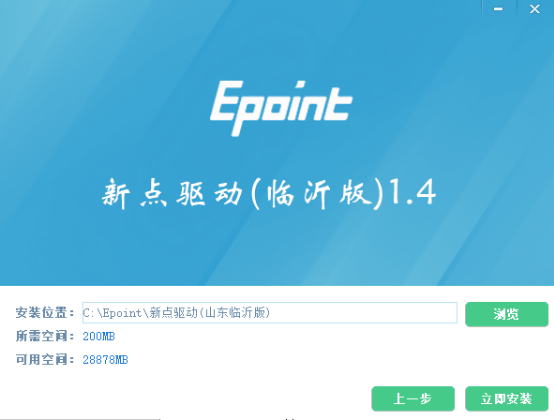 Epoint
新点驱动(临沂版)1.4
安装位置: C:\Epoint\新点驱动(山东临沂版) 浏览
所需空间: 200MB
可用空间: 28878MB
上一步 立即安装